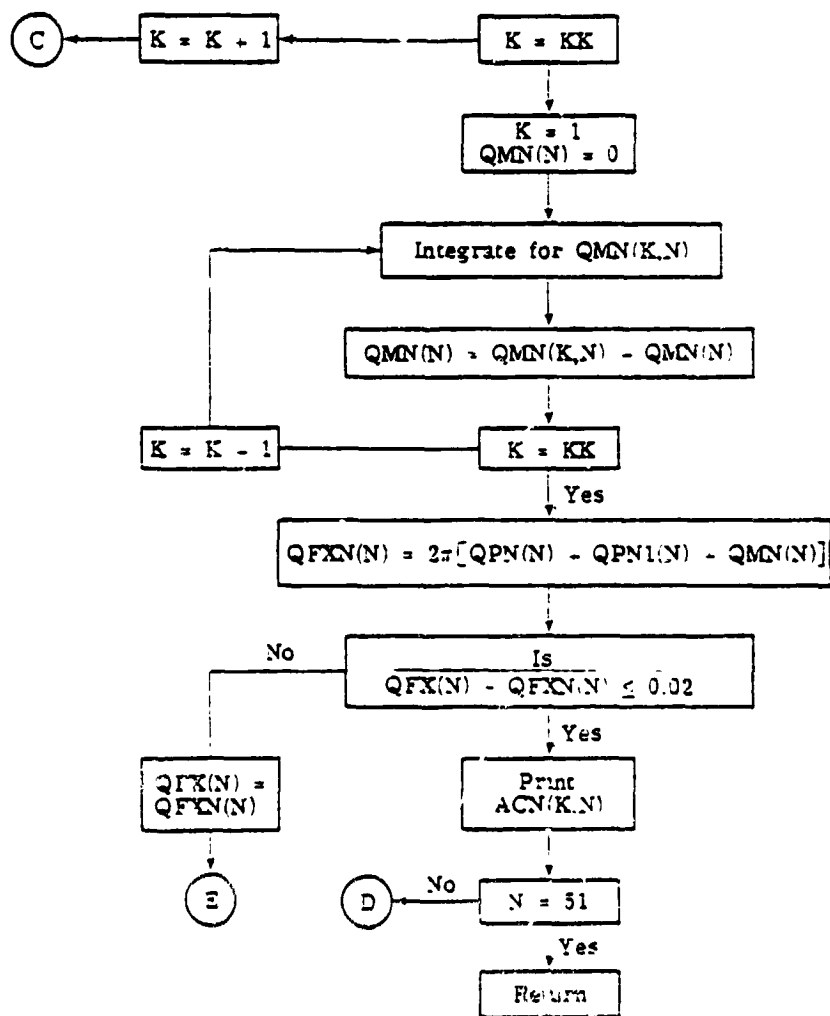 C
K = K + 1
K = KK
K = 1
QMN(N) = 0
Integrate for QMN(K,N)
QMN(N) = QMN(K,N) - QMN(N)
K = K - 1
K = KK
Yes
QFXN(N) = 2π[QPN(N) - QPN1(N) - QMN(N)]
No
Is
QFX(N) - QFXN(N) ≤ 0.02
Yes
QFX(N) =
QFXN(N)
Print
ACN(K,N)
E
D
No
N = 51
Yes
Return